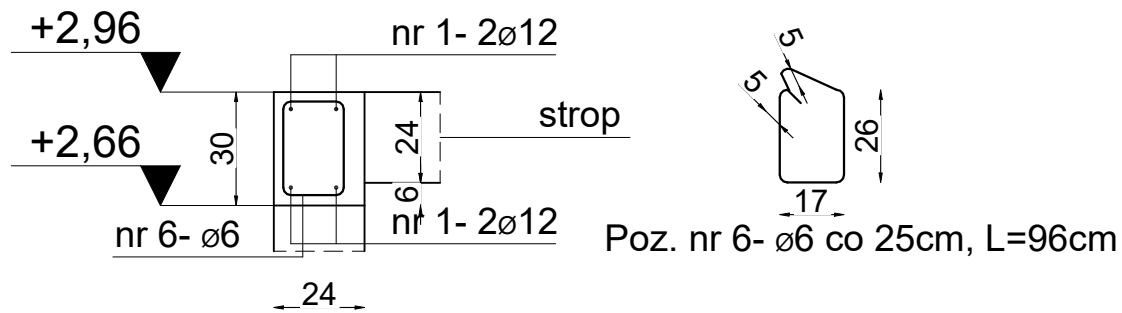 +2,96
nr 1- 2ø12
5
5
strop
+2,66
30
24
26
6
17
nr 6- ø6
nr 1- 2ø12
Poz. nr 6- ø6 co 25cm, L=96cm
24